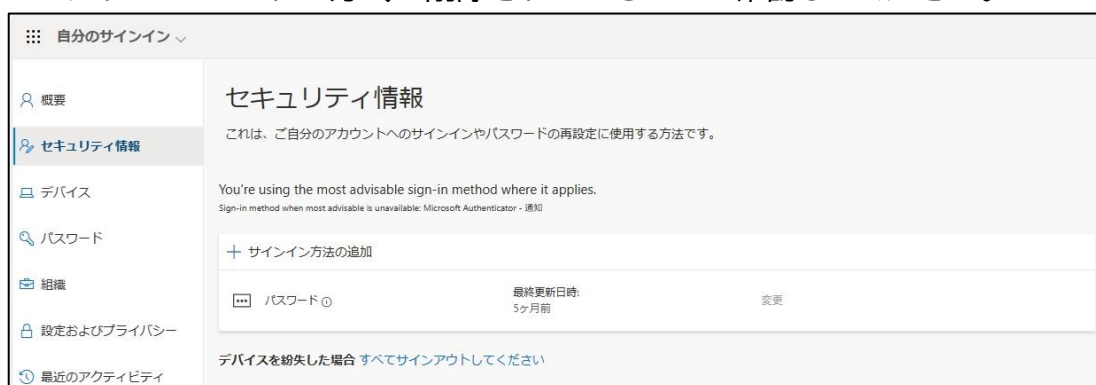 自分のサインイン
概要
セキュリティ情報
デバイス
パスワード
組織
設定およびプライバシー
最近のアクティビティ
セキュリティ情報
これは、ご自分のアカウントへのサインインやパスワードの再設定に使用する方法です。
You're using the most advisable sign-in method where it applies.
Sign-in method when most advisable is unavailable: Microsoft Authenticator - 通知
+ サインイン方法の追加
パスワード
最終更新日時:
5ヶ月前
変更
デバイスを紛失した場合 すべてサインアウトしてください